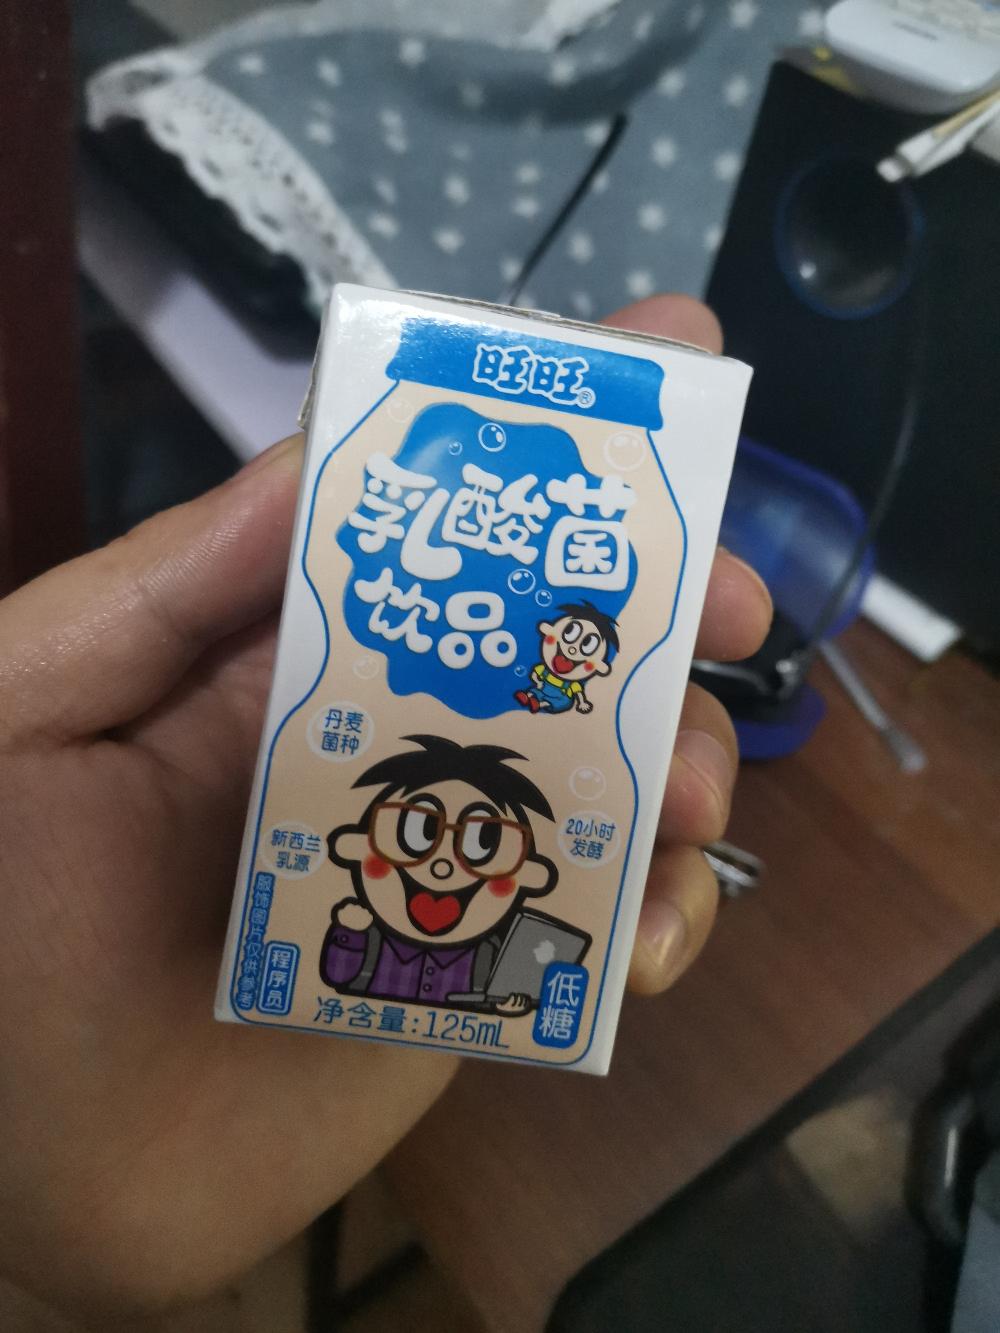 旺旺®
乳酸菌
饮品
丹麦
菌种
新西兰
乳源
20小时
发酵
服饰图片仅供参考
程序员
低糖
净含量:125mL